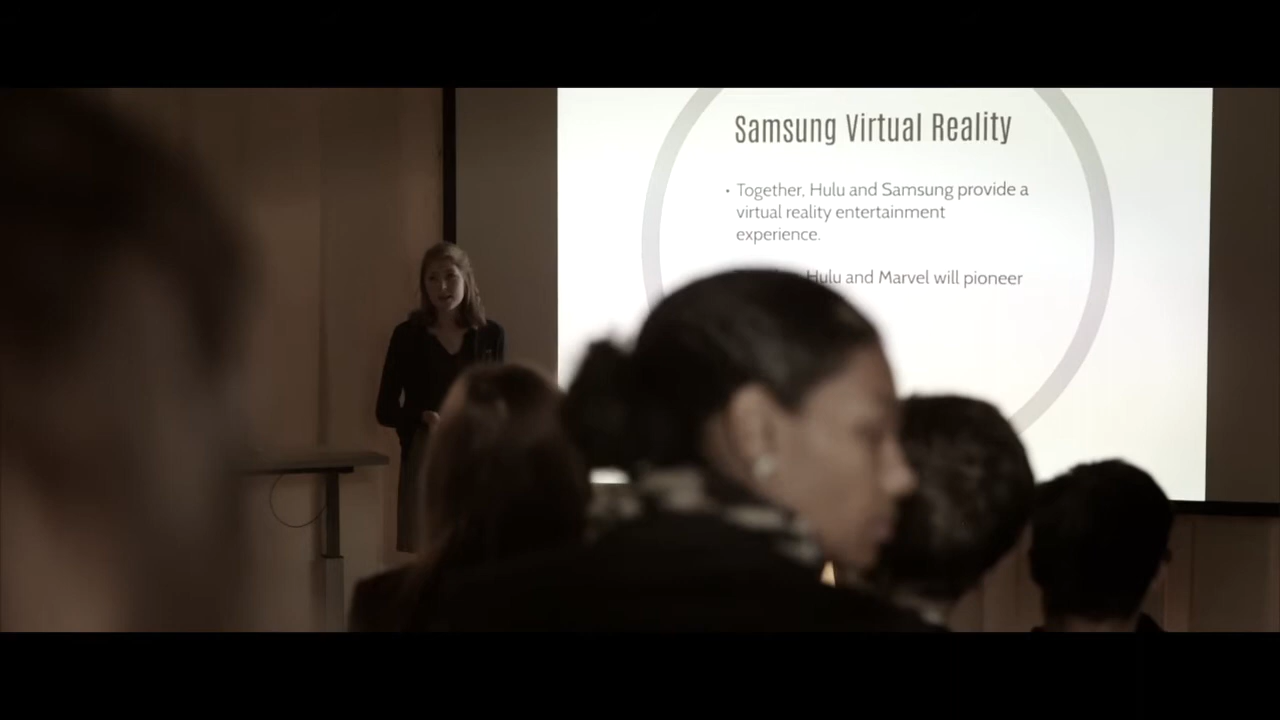 Samsung Virtual Reality
• Together, Hulu and Samsung provide a
virtual reality entertainment
experience.
Hulu and Marvel will pioneer